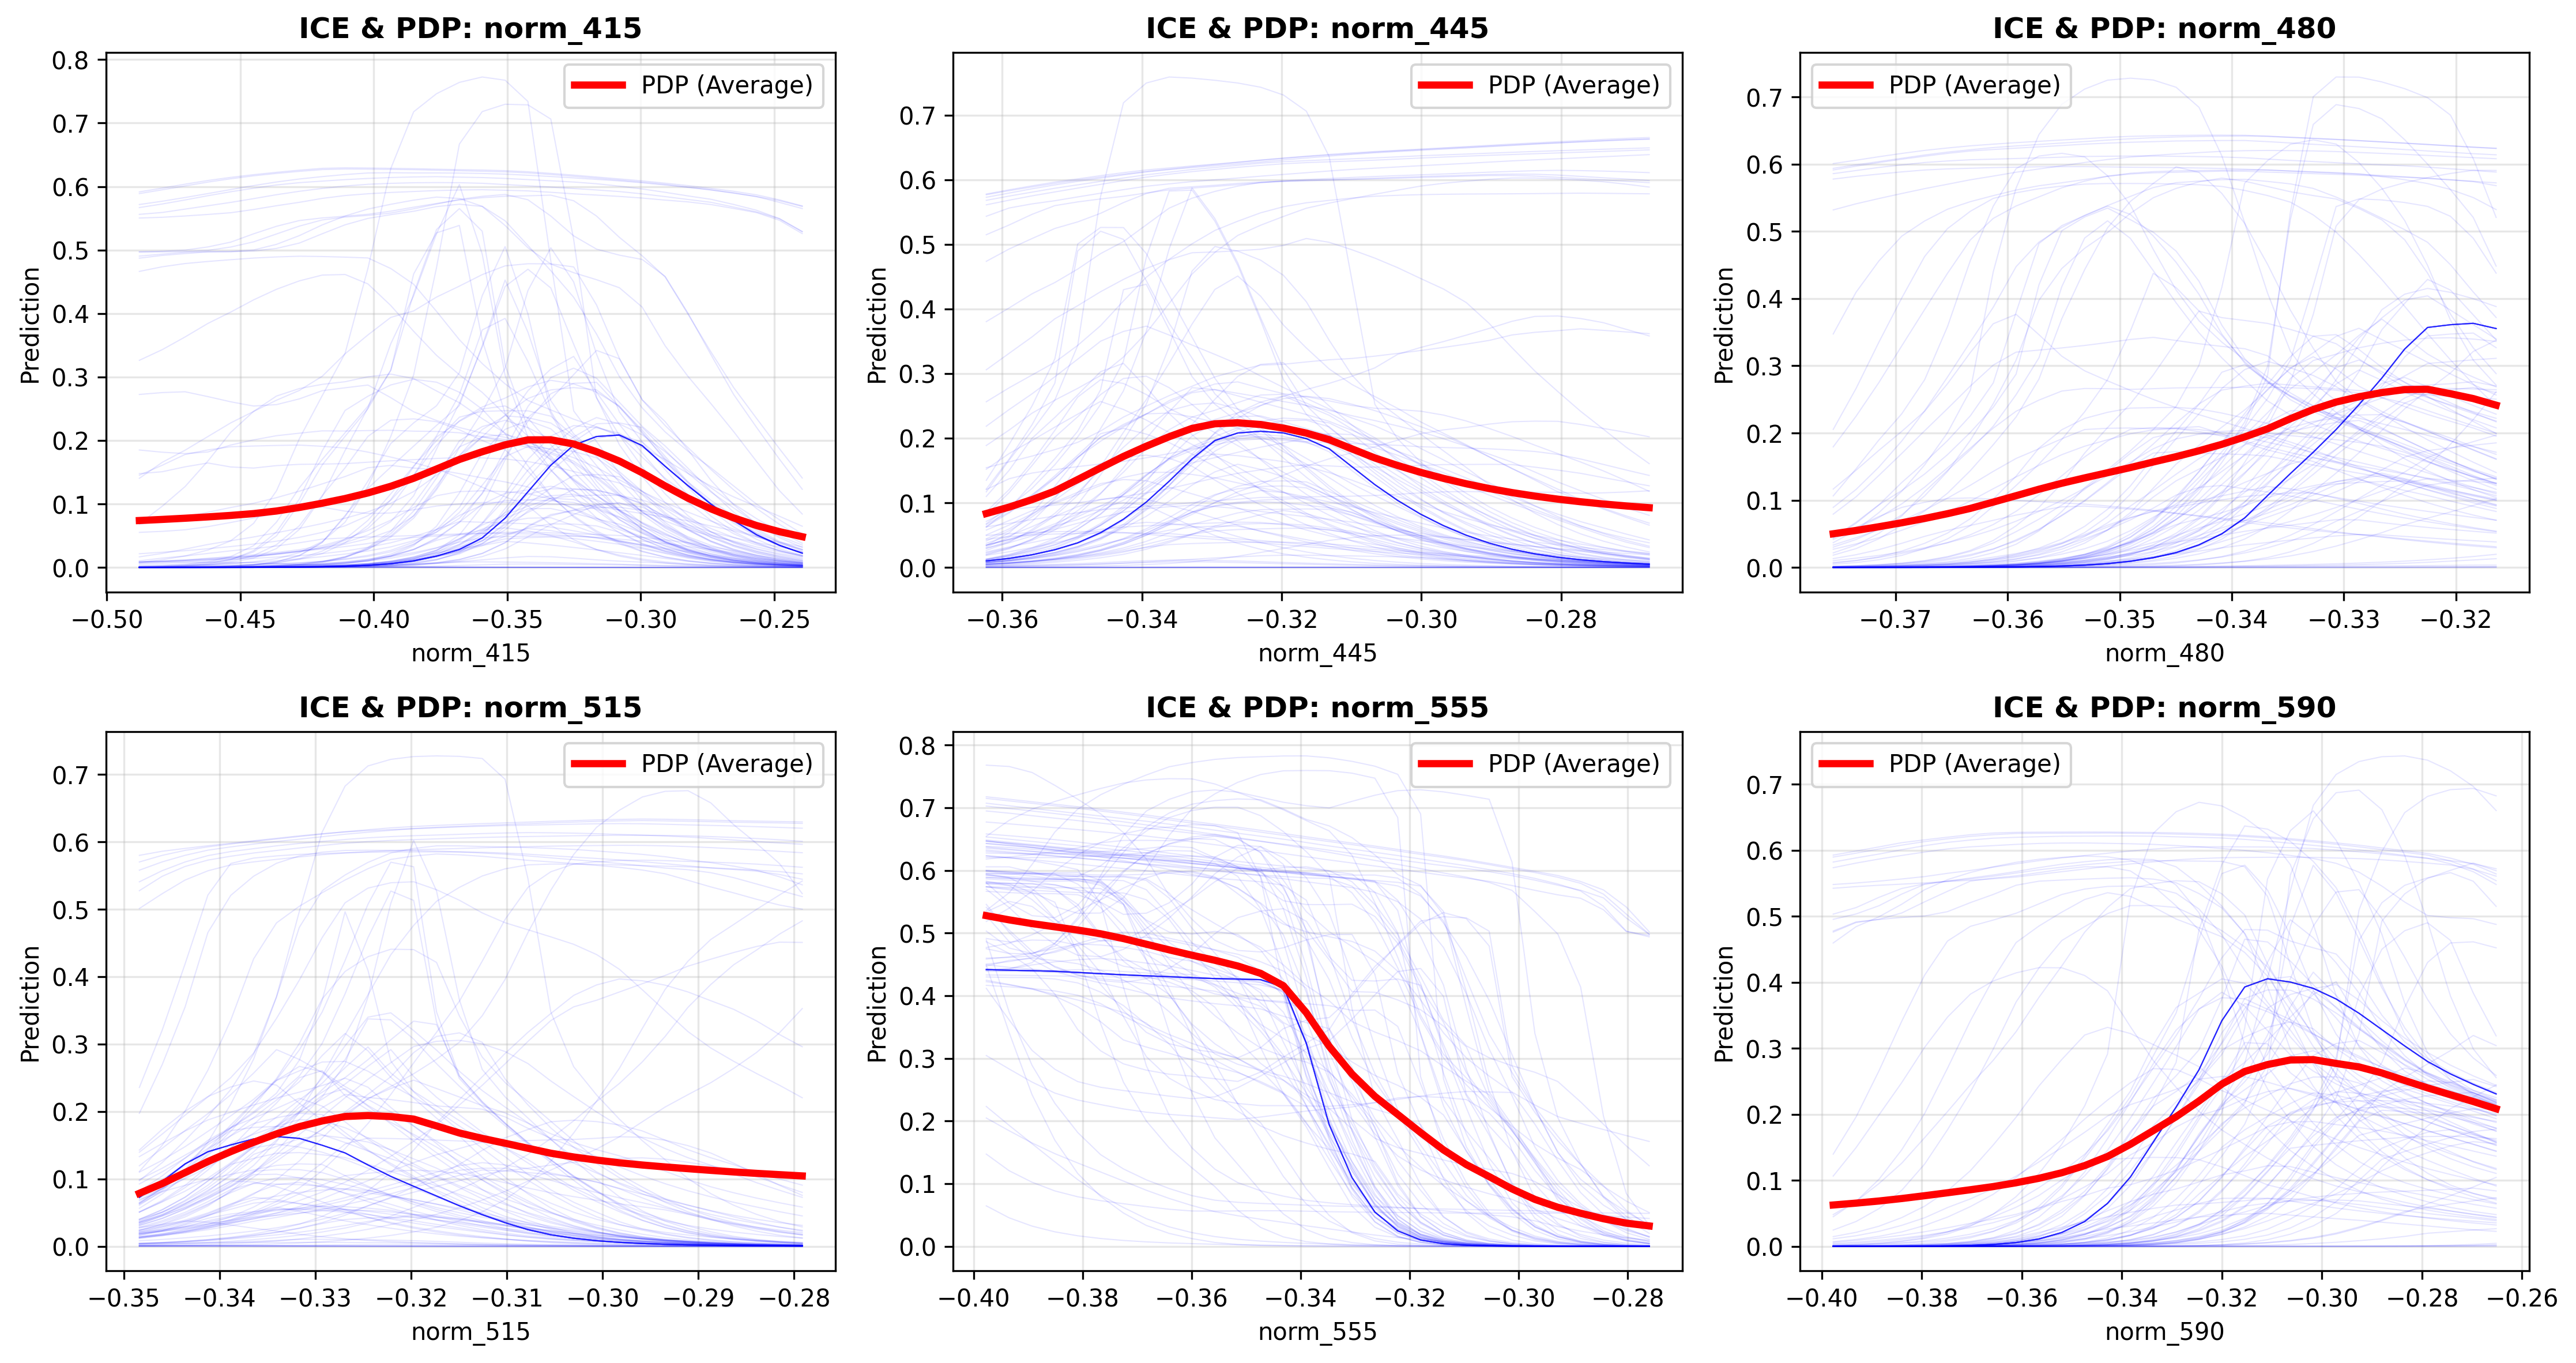 ICE & PDP: norm_415
PDP (Average)
Prediction
0.8
0.7
0.6
0.5
0.4
0.3
0.2
0.1
0.0
−0.50 −0.45 −0.40 −0.35 −0.30 −0.25
norm_415
ICE & PDP: norm_445
PDP (Average)
Prediction
0.7
0.6
0.5
0.4
0.3
0.2
0.1
0.0
−0.36 −0.34 −0.32 −0.30 −0.28
norm_445
ICE & PDP: norm_480
PDP (Average)
Prediction
0.7
0.6
0.5
0.4
0.3
0.2
0.1
0.0
−0.37 −0.36 −0.35 −0.34 −0.33 −0.32
norm_480
ICE & PDP: norm_515
PDP (Average)
Prediction
0.7
0.6
0.5
0.4
0.3
0.2
0.1
0.0
−0.35 −0.34 −0.33 −0.32 −0.31 −0.30 −0.29 −0.28
norm_515
ICE & PDP: norm_555
PDP (Average)
Prediction
0.8
0.7
0.6
0.5
0.4
0.3
0.2
0.1
0.0
−0.40 −0.38 −0.36 −0.34 −0.32 −0.30 −0.28
norm_555
ICE & PDP: norm_590
PDP (Average)
Prediction
0.7
0.6
0.5
0.4
0.3
0.2
0.1
0.0
−0.40 −0.38 −0.36 −0.34 −0.32 −0.30 −0.28 −0.26
norm_590